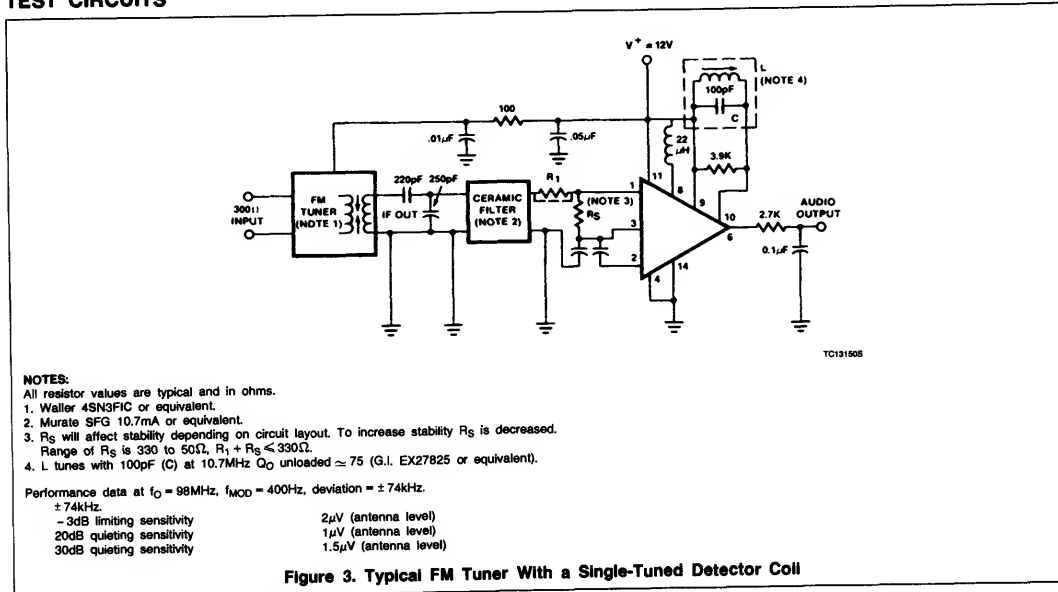 TEST CIRCUITS
V+ = 12V
L
(NOTE 4)
100pF
C
100
.01µF
.05µF
22
µH
3.9K
220pF 250pF
R1
300Ω
INPUT
FM
TUNER
(NOTE 1)
IF OUT
CERAMIC
FILTER
(NOTE 2)
(NOTE 3)
RS
1
3
2
11
8
9
10
6
4
14
2.7K
AUDIO
OUTPUT
0.1µF
TC13150S
NOTES:
All resistor values are typical and in ohms.
1. Waller 4SN3FIC or equivalent.
2. Murate SFG 10.7mA or equivalent.
3. RS will affect stability depending on circuit layout. To increase stability RS is decreased.
Range of RS is 330 to 50Ω, R1 + RS ≤ 330Ω.
4. L tunes with 100pF (C) at 10.7MHz QO unloaded ≃ 75 (G.I. EX27825 or equivalent).
Performance data at fO = 98MHz, fMOD = 400Hz, deviation = ± 74kHz.
± 74kHz.
− 3dB limiting sensitivity 2µV (antenna level)
20dB quieting sensitivity 1µV (antenna level)
30dB quieting sensitivity 1.5µV (antenna level)
Figure 3. Typical FM Tuner With a Single-Tuned Detector Coil